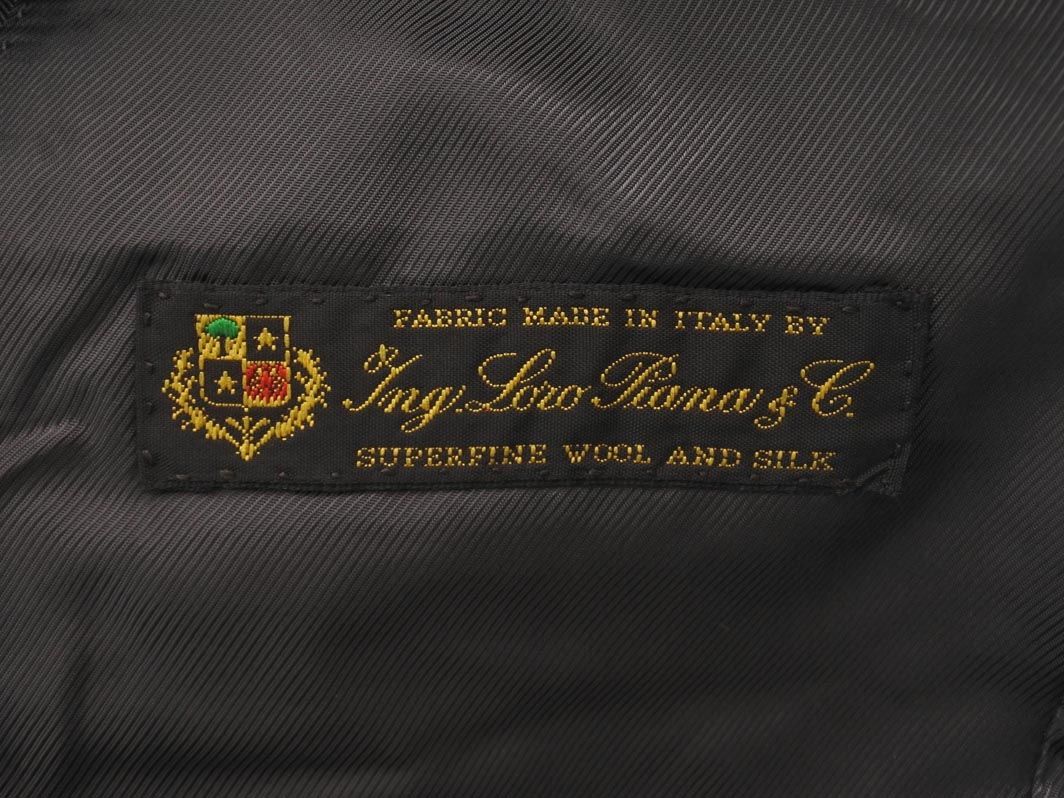 FABRIC MADE IN ITALY BY
Ing. Loro Piana & C.
SUPERFINE WOOL AND SILK